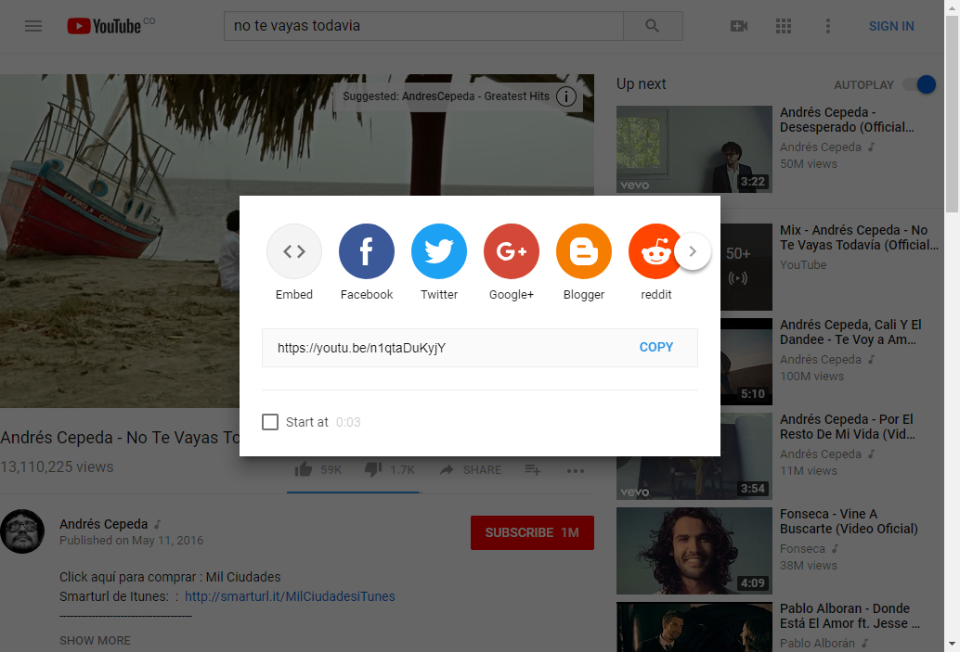 YouTube CO
no te vayas todavia
SIGN IN
Suggested: AndresCepeda - Greatest Hits
Up next
AUTOPLAY
Andrés Cepeda -
Desesperado (Official...
Andrés Cepeda
50M views
vevo
3:22
50+
Mix - Andrés Cepeda - No
Te Vayas Todavía (Official...
YouTube
Embed
Facebook
Twitter
Google+
Blogger
reddit
https://youtu.be/n1qtaDuKyjY
COPY
Start at 0:03
Andrés Cepeda, Cali Y El
Dandee - Te Voy a Am...
Andrés Cepeda
100M views
5:10
Andrés Cepeda - Por El
Resto De Mi Vida (Vid...
Andrés Cepeda
11M views
vevo
3:54
Andrés Cepeda - No Te Vayas To
13,110,225 views
59K
1.7K
SHARE
Andrés Cepeda
Published on May 11, 2016
SUBSCRIBE 1M
Click aquí para comprar : Mil Ciudades
Smarturl de Itunes: : http://smarturl.it/MilCiudadesiTunes
SHOW MORE
Fonseca - Vine A
Buscarte (Video Oficial)
Fonseca
38M views
4:09
Pablo Alboran - Donde
Está El Amor ft. Jesse ...
Pablo Alborán